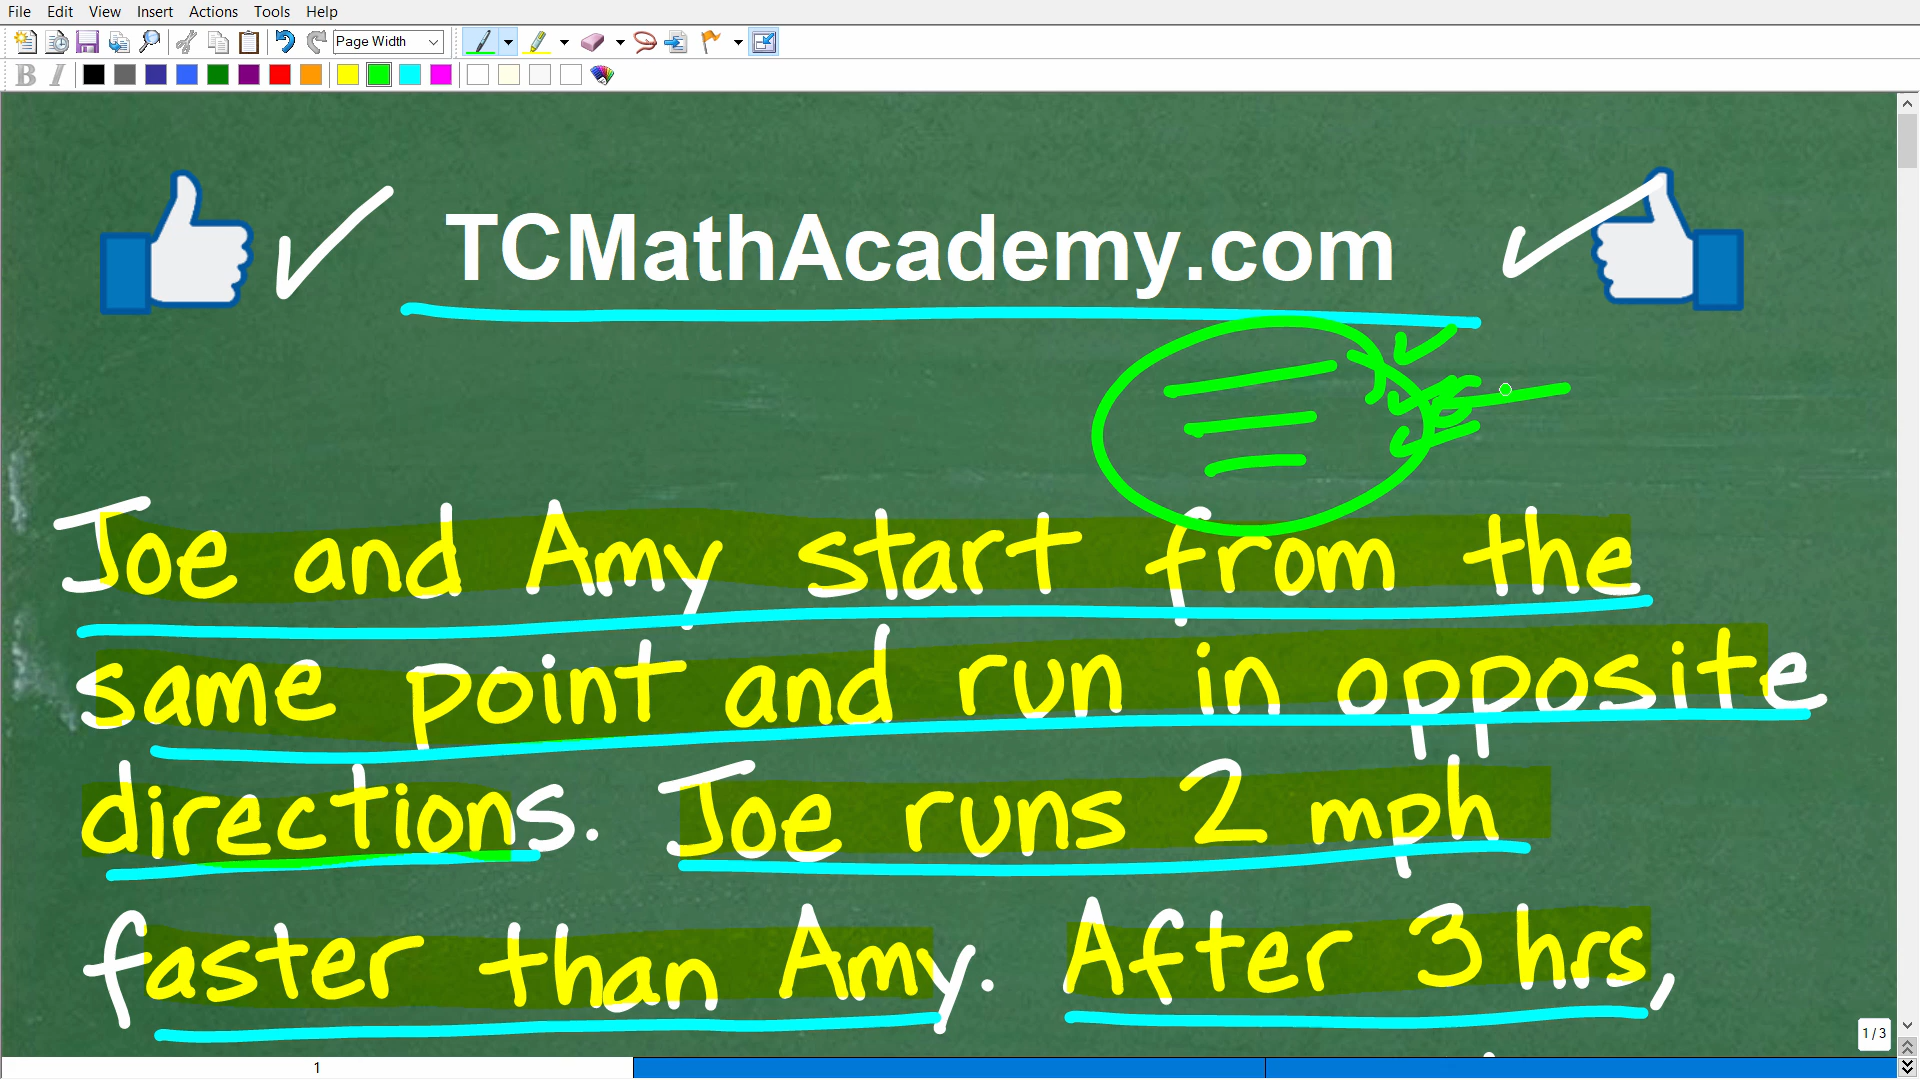 File Edit View Insert Actions Tools Help
Page Width
B I
TCMathAcademy.com
Joe and Amy start from the
same point and run in opposite
directions. Joe runs 2 mph
faster than Amy. After 3 hrs,
1 / 3
1